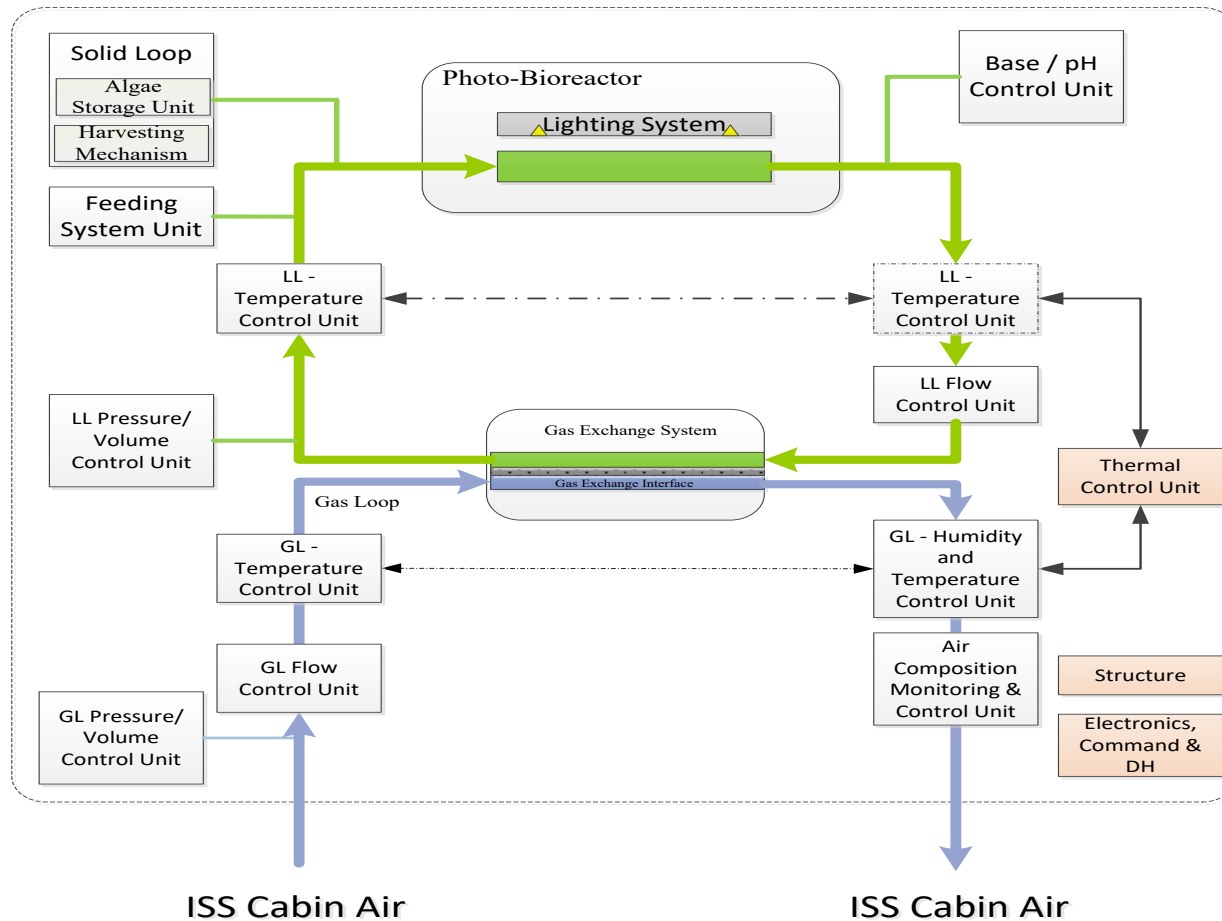 Solid Loop
Algae
Storage Unit
Harvesting
Mechanism
Photo-Bioreactor
Lighting System
Base / pH
Control Unit
Feeding
System Unit
LL -
Temperature
Control Unit
LL -
Temperature
Control Unit
LL Flow
Control Unit
LL Pressure/
Volume
Control Unit
Gas Exchange System
Gas Exchange Interface
Thermal
Control Unit
Gas Loop
GL -
Temperature
Control Unit
GL - Humidity
and
Temperature
Control Unit
GL Flow
Control Unit
Air
Composition
Monitoring &
Control Unit
Structure
GL Pressure/
Volume
Control Unit
Electronics,
Command &
DH
ISS Cabin Air
ISS Cabin Air